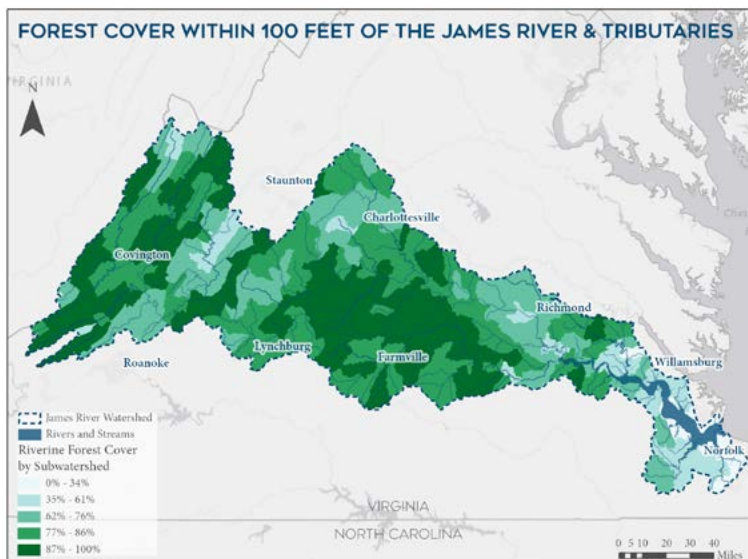 FOREST COVER WITHIN 100 FEET OF THE JAMES RIVER & TRIBUTARIES
VIRGINIA
N
Staunton
Charlottesville
Covington
Richmond
Willamsburg
Roanoke
Lynchburg
Farmville
Norfolk
James River Watershed
Rivers and Streams
Riverine Forest Cover
by Subwatershed
0% - 34%
35% - 61%
62% - 76%
77% - 86%
87% - 100%
VIRGINIA
NORTH CAROLINA
0 5 10 20 30 40
Miles